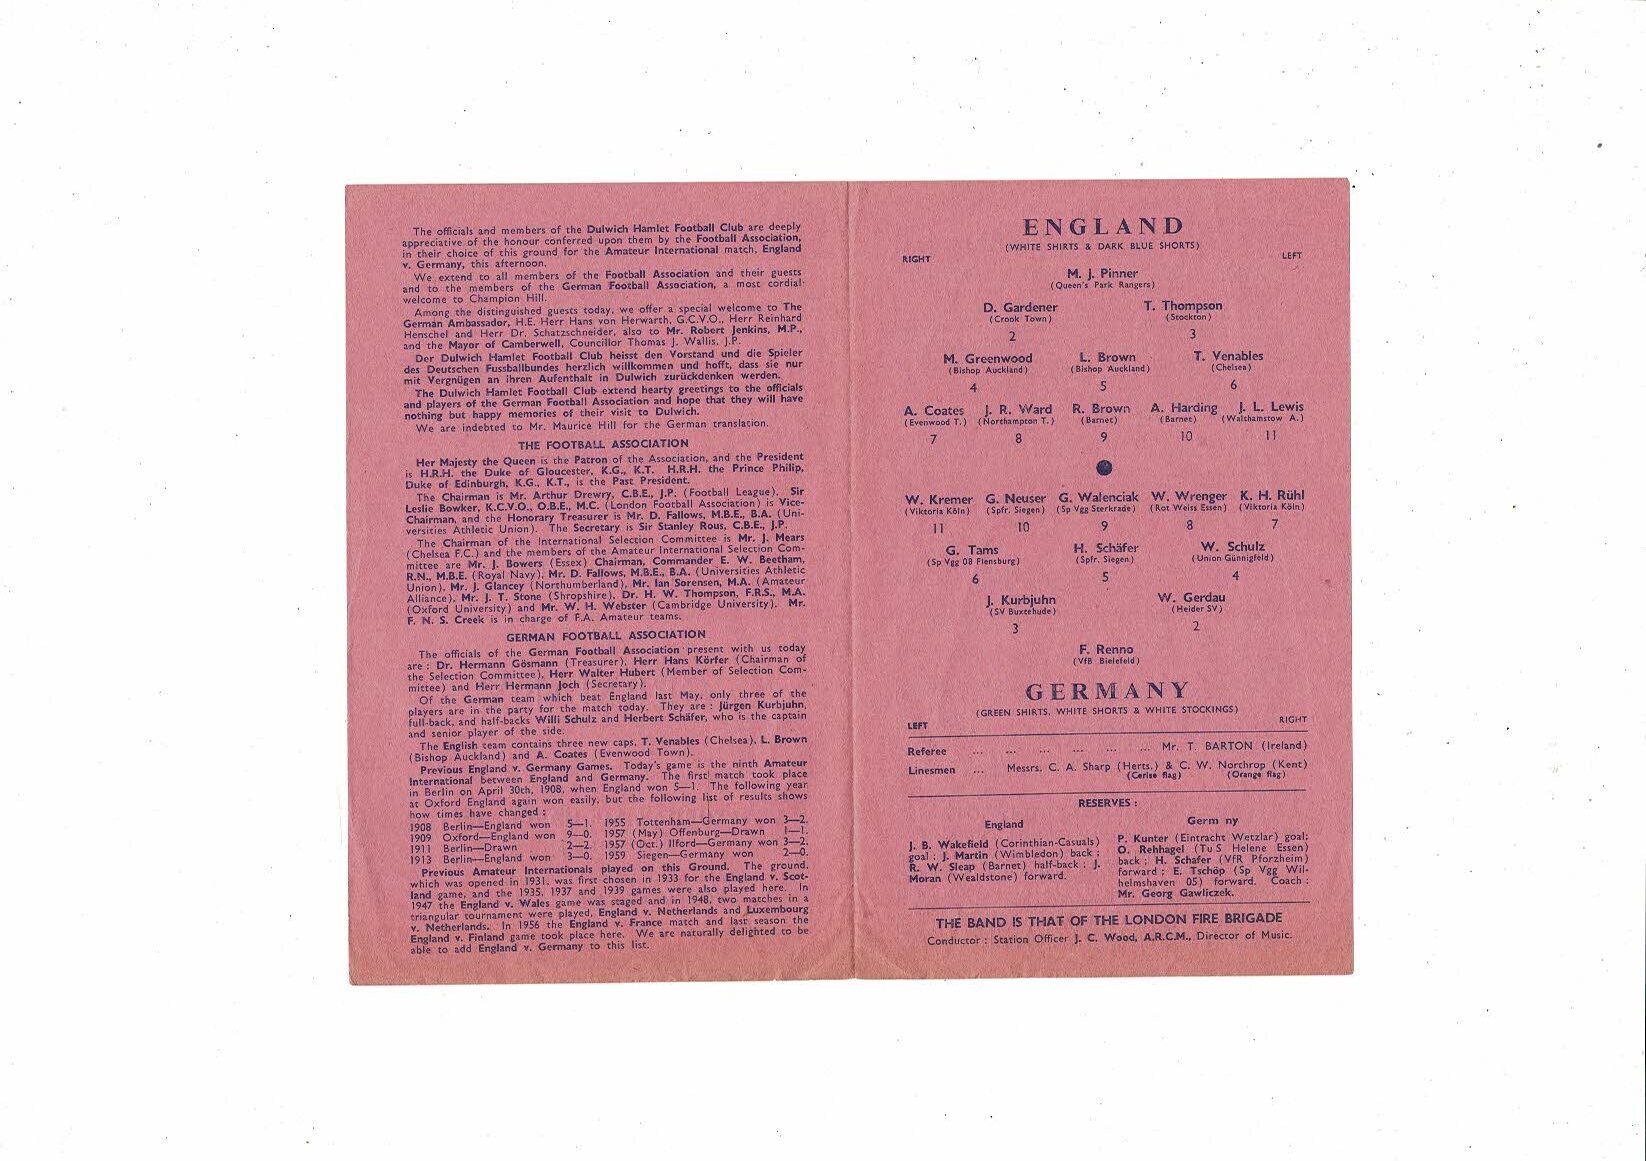 The officials and members of the Dulwich Hamlet Football Club are deeply
appreciative of the honour conferred upon them by the Football Association,
in their choice of this ground for the Amateur International match, England
v. Germany, this afternoon.
We extend to all members of the Football Association and their guests
and to the members of the German Football Association, a most cordial
welcome to Champion Hill.
Among the distinguished guests today, we offer a special welcome to The
German Ambassador, H.E. Herr Hans von Herwarth, G.C.V.O., Herr Reinhard
Henschel and Herr Dr. Schatzschneider, also to Mr. Robert Jenkins, M.P.,
and the Mayor of Camberwell, Councillor Thomas J. Wallis, J.P.
Der Dulwich Hamlet Football Club heisst den Vorstand und die Spieler
des Deutschen Fussballbundes herzlich willkommen und hofft, dass sie nur
mit Vergnügen an ihren Aufenthalt in Dulwich zurückdenken werden.
The Dulwich Hamlet Football Club extend hearty greetings to the officials
and players of the German Football Association and hope that they will have
nothing but happy memories of their visit to Dulwich.
We are indebted to Mr. Maurice Hill for the German translation.
THE FOOTBALL ASSOCIATION
Her Majesty the Queen is the Patron of the Association, and the President
is H.R.H. the Duke of Gloucester, K.G., K.T. H.R.H. the Prince Philip,
Duke of Edinburgh, K.G., K.T., is the Past President.
The Chairman is Mr. Arthur Drewry, C.B.E., J.P. (Football League). Sir
Leslie Bowker, K.C.V.O., O.B.E., M.C. (London Football Association) is Vice-
Chairman, and the Honorary Treasurer is Mr. D. Fallows, M.B.E., B.A. (Uni-
versities Athletic Union). The Secretary is Sir Stanley Rous, C.B.E., J.P.
The Chairman of the International Selection Committee is Mr. J. Mears
(Chelsea F.C.) and the members of the Amateur International Selection Com-
mittee are Mr. J. Bowers (Essex) Chairman, Commander E. W. Beetham,
R.N., M.B.E. (Royal Navy), Mr. D. Fallows, M.B.E., B.A. (Universities Athletic
Union), Mr. J. Glancey (Northumberland), Mr. Ian Sorensen, M.A. (Amateur
Alliance), Mr. J. T. Stone (Shropshire), Dr. H. W. Thompson, F.R.S., M.A.
(Oxford University) and Mr. W. H. Webster (Cambridge University). Mr.
F. N. S. Creek is in charge of F.A. Amateur teams.
GERMAN FOOTBALL ASSOCIATION
The officials of the German Football Association present with us today
are : Dr. Hermann Gösmann (Treasurer), Herr Hans Körfer (Chairman of
the Selection Committee), Herr Walter Hubert (Member of Selection Com-
mittee) and Herr Hermann Joch (Secretary).
Of the German team which beat England last May, only three of the
players are in the party for the match today. They are : Jürgen Kurbjuhn,
full-back, and half-backs Willi Schulz and Herbert Schäfer, who is the captain
and senior player of the side.
The English team contains three new caps, T. Venables (Chelsea), L. Brown
(Bishop Auckland) and A. Coates (Evenwood Town).
Previous England v. Germany Games. Today's game is the ninth Amateur
International between England and Germany. The first match took place
in Berlin on April 30th, 1908, when England won 5—1. The following year
at Oxford England again won easily, but the following list of results shows
how times have changed :
1908 Berlin—England won 5—1. 1955 Tottenham—Germany won 3—2.
1909 Oxford—England won 9—0. 1957 (May) Offenburg—Drawn 1—1.
1911 Berlin—Drawn 2—2. 1957 (Oct.) Ilford—Germany won 3—2.
1913 Berlin—England won 3—0. 1959 Siegen—Germany won 2—0.
Previous Amateur Internationals played on this Ground. The ground,
which was opened in 1931, was first chosen in 1933 for the England v. Scot-
land game, and the 1935, 1937 and 1939 games were also played here. In
1947 the England v. Wales game was staged and in 1948, two matches in a
triangular tournament were played, England v. Netherlands and Luxembourg
v. Netherlands. In 1956 the England v. France match and last season the
England v. Finland game took place here. We are naturally delighted to be
able to add England v. Germany to this list.
ENGLAND
(WHITE SHIRTS & DARK BLUE SHORTS)
RIGHT LEFT
M. J. Pinner
(Queen's Park Rangers)
D. Gardener T. Thompson
(Crook Town) (Stockton)
2 3
M. Greenwood L. Brown T. Venables
(Bishop Auckland) (Bishop Auckland) (Chelsea)
4 5 6
A. Coates J. R. Ward R. Brown A. Harding J. L. Lewis
(Evenwood T.) (Northampton T.) (Barnet) (Barnet) (Walthamstow A.)
7 8 9 10 11
W. Kremer G. Neuser G. Walenciak W. Wrenger K. H. Rühl
(Viktoria Köln) (Spfr. Siegen) (Sp Vgg Sterkrade) (Rot Weiss Essen) (Viktoria Köln)
11 10 9 8 7
G. Tams H. Schäfer W. Schulz
(Sp Vgg 08 Flensburg) (Spfr. Siegen) (Union Günnigfeld)
6 5 4
J. Kurbjuhn W. Gerdau
(SV Buxtehude) (Heider SV)
3 2
F. Renno
(VfB Bielefeld)
GERMANY
(GREEN SHIRTS, WHITE SHORTS & WHITE STOCKINGS)
LEFT RIGHT
Referee ... ... ... ... ... Mr. T. BARTON (Ireland)
Linesmen ... Messrs. C. A. Sharp (Herts.) & C. W. Northrop (Kent)
(Cerise flag) (Orange flag)
RESERVES :
England
J. B. Wakefield (Corinthian-Casuals)
goal ; J. Martin (Wimbledon) back ;
R. W. Sleap (Barnet) half-back ; J.
Moran (Wealdstone) forward.
Germ ny
P. Kunter (Eintracht Wetzlar) goal;
O. Rehhagel (Tu S Helene Essen)
back ; H. Schafer (VfR Pforzheim)
forward ; E. Tschöp (Sp Vgg Wil-
helmshaven 05) forward. Coach :
Mr. Georg Gawliczek.
THE BAND IS THAT OF THE LONDON FIRE BRIGADE
Conductor : Station Officer J. C. Wood, A.R.C.M., Director of Music.